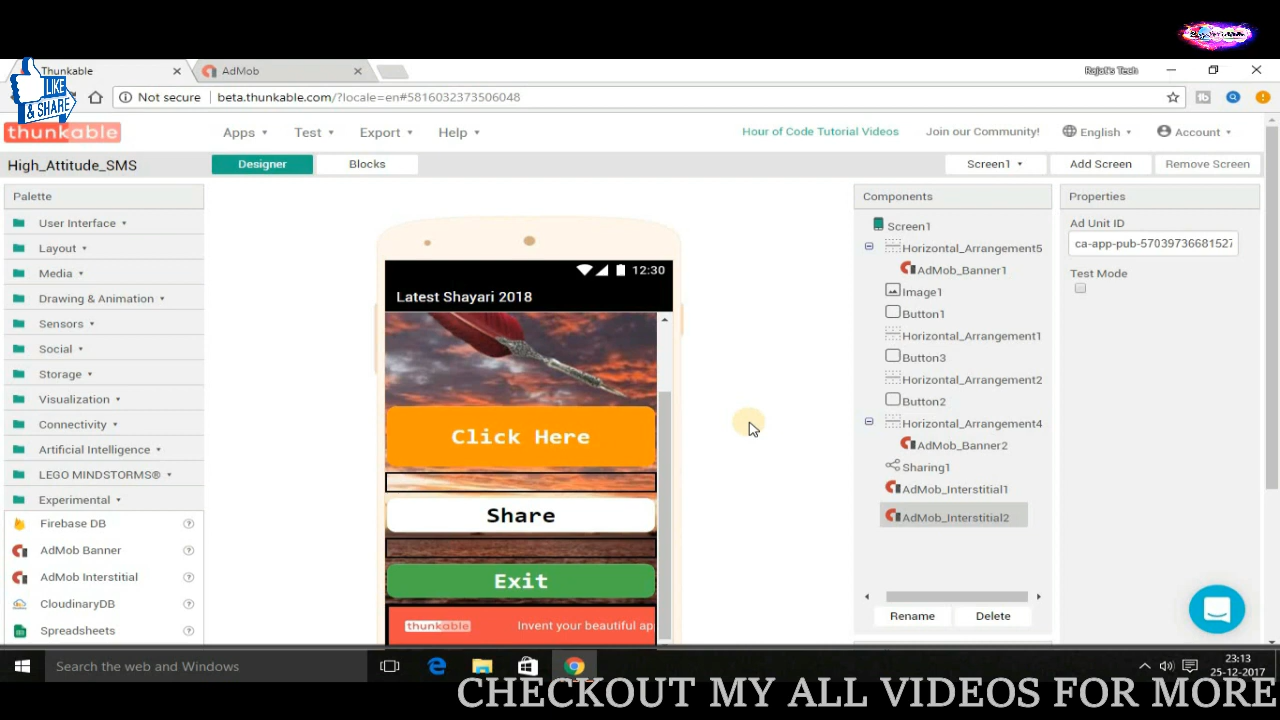 Thunkable
AdMob
Rajat's Tech
LIKE
& SHARE
Not secure
beta.thunkable.com/?locale=en#5816032373506048
thunkable
Apps
Test
Export
Help
Hour of Code Tutorial Videos
Join our Community!
English
Account
High_Attitude_SMS
Designer
Blocks
Screen1
Add Screen
Remove Screen
Palette
User Interface
Layout
Media
Drawing & Animation
Sensors
Social
Storage
Visualization
Connectivity
Artificial Intelligence
LEGO MINDSTORMS®
Experimental
Firebase DB
AdMob Banner
AdMob Interstitial
CloudinaryDB
Spreadsheets
12:30
Latest Shayari 2018
Click Here
Share
Exit
thunkable
Invent your beautiful ap
Components
Screen1
Horizontal_Arrangement5
AdMob_Banner1
Image1
Button1
Horizontal_Arrangement1
Button3
Horizontal_Arrangement2
Button2
Horizontal_Arrangement4
AdMob_Banner2
Sharing1
AdMob_Interstitial1
AdMob_Interstitial2
Rename
Delete
Properties
Ad Unit ID
ca-app-pub-5703973668152
Test Mode
Search the web and Windows
23:13
25-12-2017
CHECKOUT MY ALL VIDEOS FOR MORE